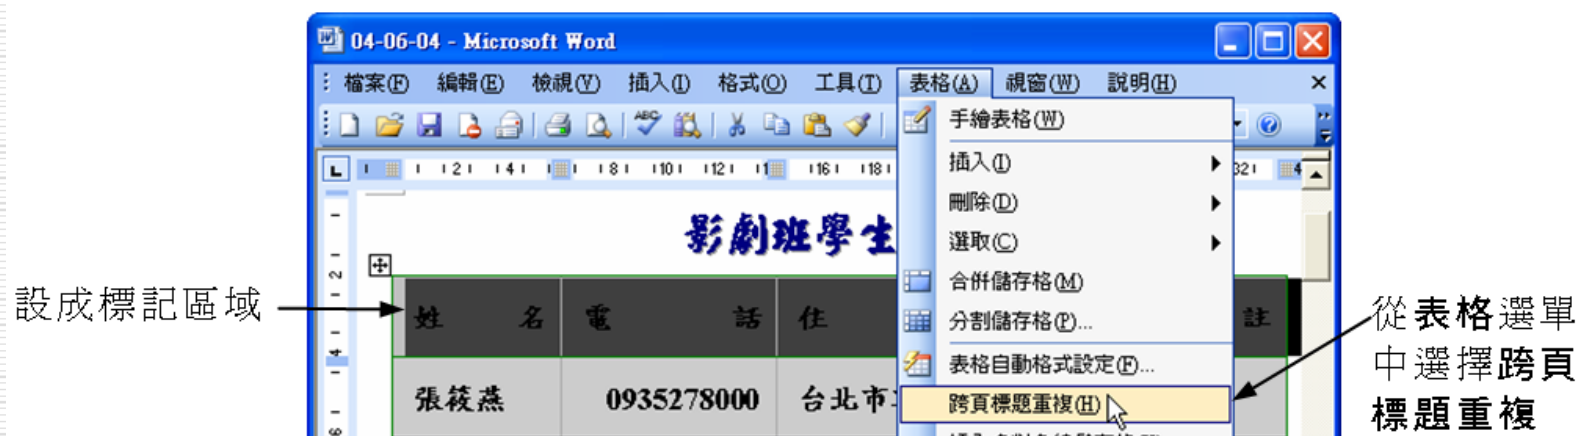 04-06-04 - Microsoft Word
檔案(F) 編輯(E) 檢視(V) 插入(I) 格式(O) 工具(T) 表格(A) 視窗(W) 說明(H)
手繪表格(W)
插入(I)
刪除(D)
選取(C)
合併儲存格(M)
分割儲存格(P)...
表格自動格式設定(F)...
跨頁標題重複(H)
影劇班學生
姓 名 電 話 住 註
張筱燕 0935278000 台北市
設成標記區域
從表格選單
中選擇跨頁
標題重複